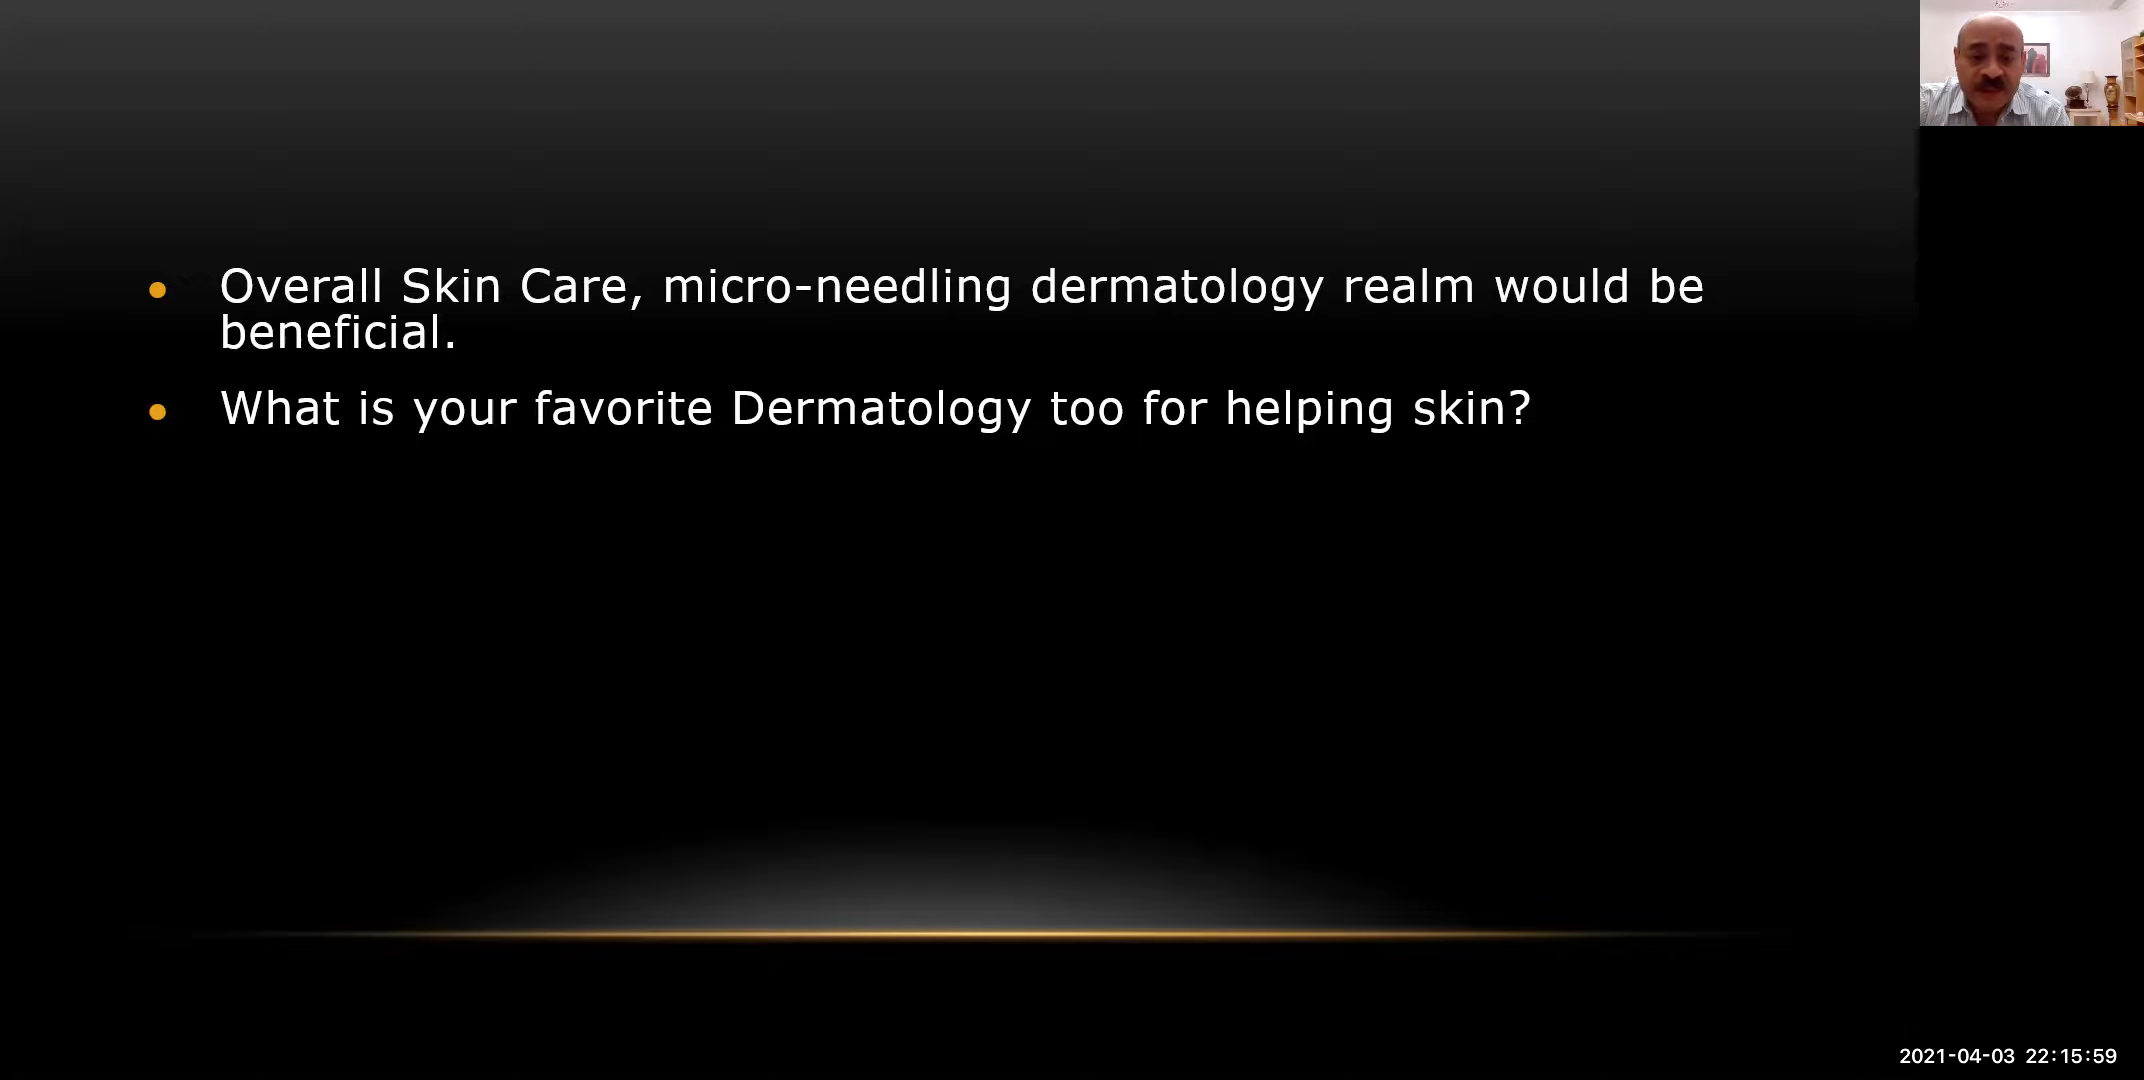 Overall Skin Care, micro-needling dermatology realm would be
beneficial.
What is your favorite Dermatology too for helping skin?
2021-04-03 22:15:59